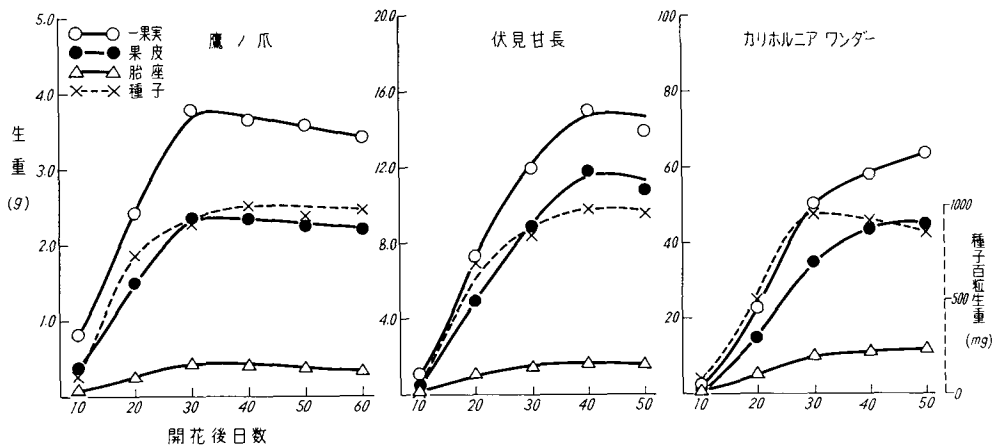 5.0
4.0
3.0
2.0
1.0
生重
(g)
一果実
果皮
胎座
種子
鷹ノ爪
10 20 30 40 50 60
開花後日数
20.0
16.0
12.0
8.0
4.0
伏見甘長
10 20 30 40 50
100
80
60
40
20
カリホルニア ワンダー
10 20 30 40 50
1000
500
0
種子百粒生重
(mg)